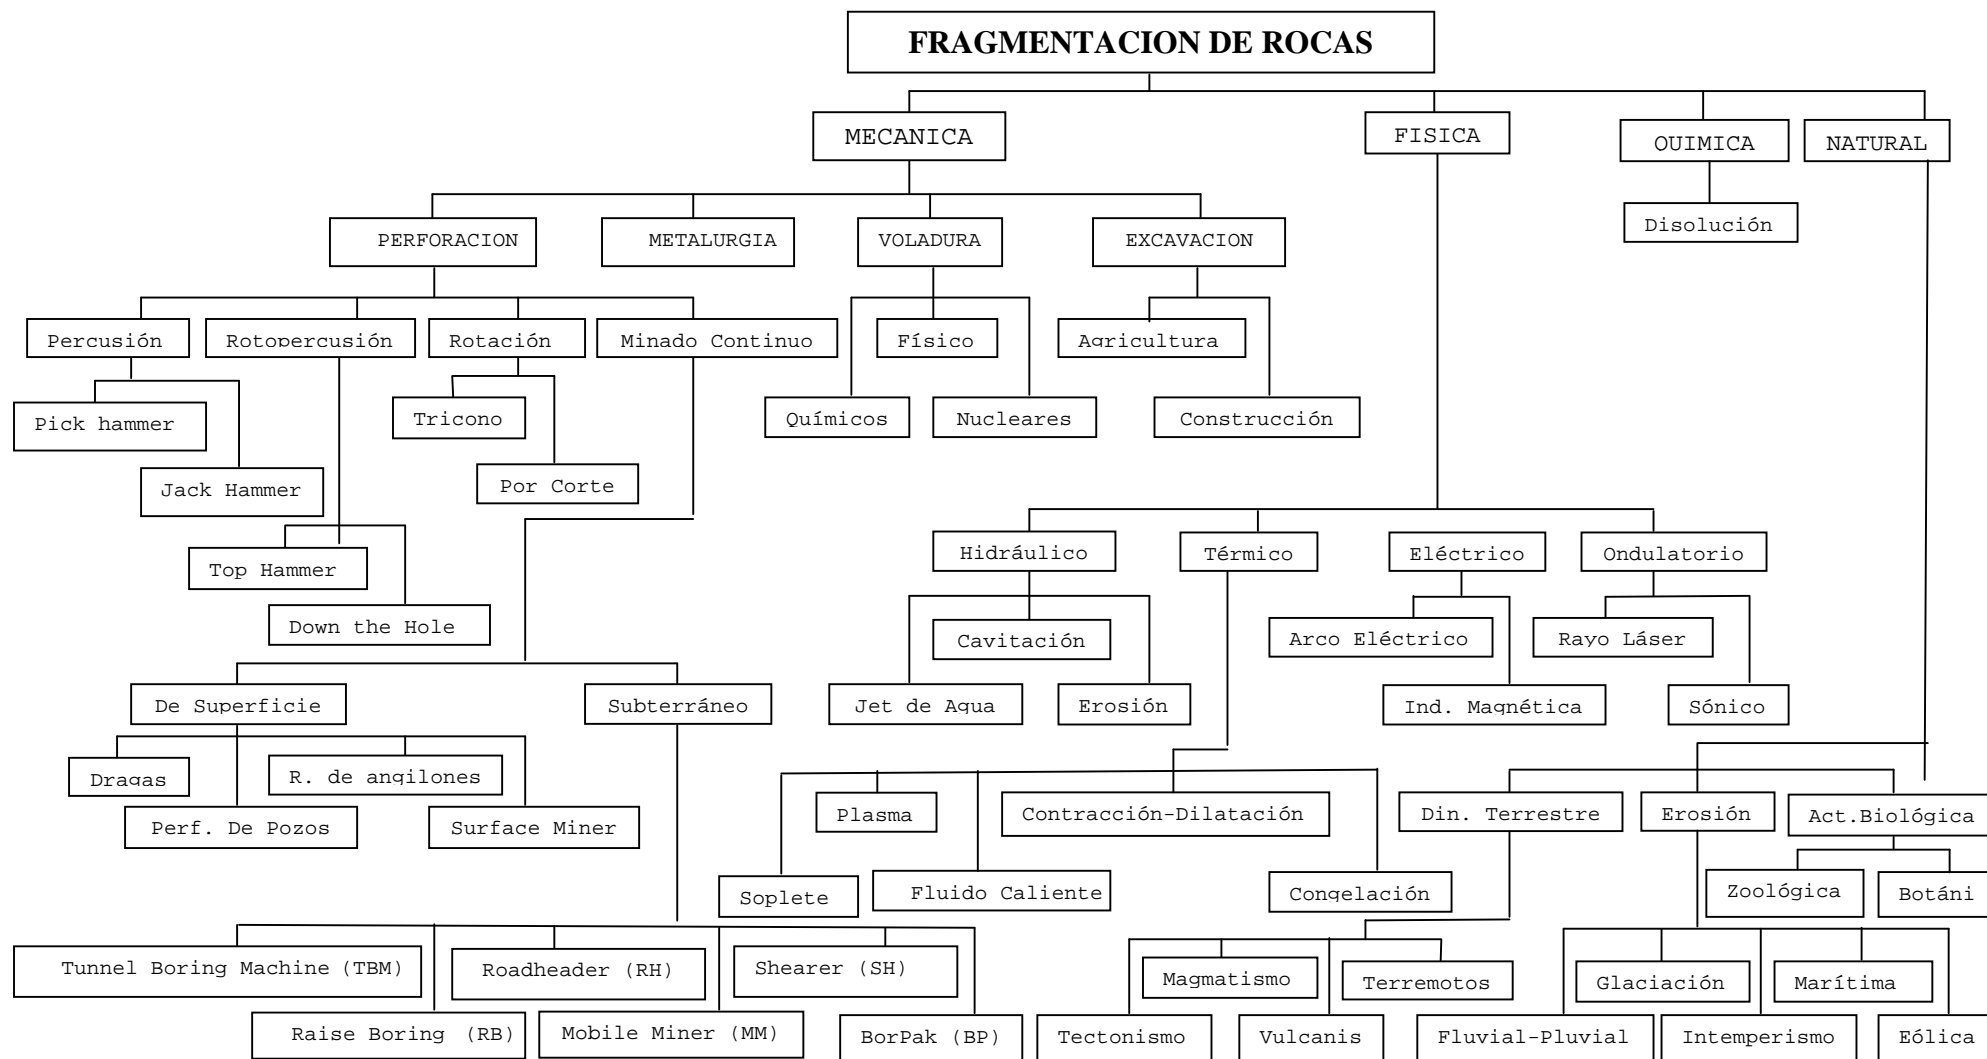 FRAGMENTACION DE ROCAS
MECANICA
FISICA
QUIMICA
NATURAL
PERFORACION
METALURGIA
VOLADURA
EXCAVACION
Disolución
Percusión
Rotopercusión
Rotación
Minado Continuo
Físico
Agricultura
Pick hammer
Tricono
Químicos
Nucleares
Construcción
Jack Hammer
Por Corte
Top Hammer
Hidráulico
Térmico
Eléctrico
Ondulatorio
Down the Hole
Cavitación
Arco Eléctrico
Rayo Láser
De Superficie
Subterráneo
Jet de Agua
Erosión
Ind. Magnética
Sónico
Dragas
R. de angilones
Perf. De Pozos
Surface Miner
Plasma
Contracción-Dilatación
Din. Terrestre
Erosión
Act.Biológica
Soplete
Fluido Caliente
Congelación
Zoológica
Botáni
Tunnel Boring Machine (TBM)
Roadheader (RH)
Shearer (SH)
Magmatismo
Terremotos
Glaciación
Marítima
Raise Boring (RB)
Mobile Miner (MM)
BorPak (BP)
Tectonismo
Vulcanis
Fluvial-Pluvial
Intemperismo
Eólica